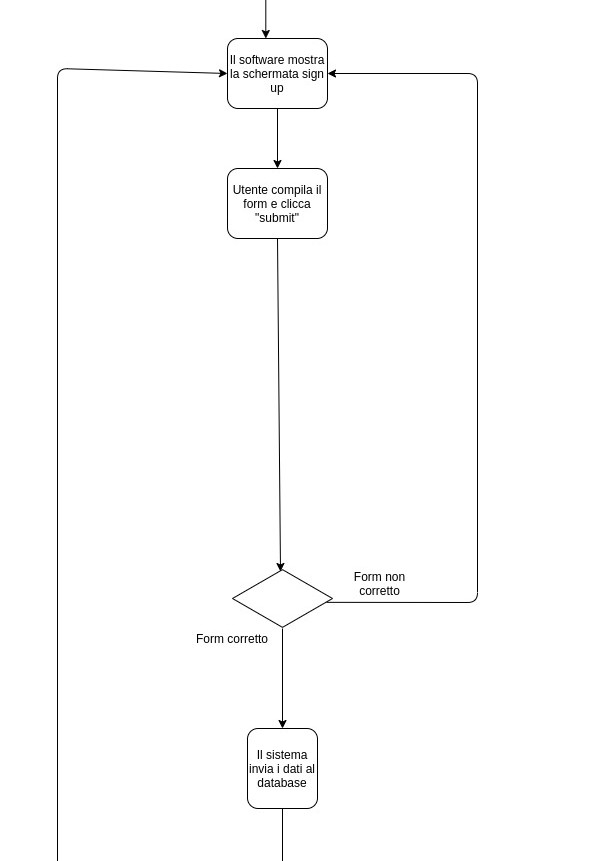 Il software mostra
la schermata sign
up
Utente compila il
form e clicca
"submit"
Form non
corretto
Form corretto
Il sistema
invia i dati al
database